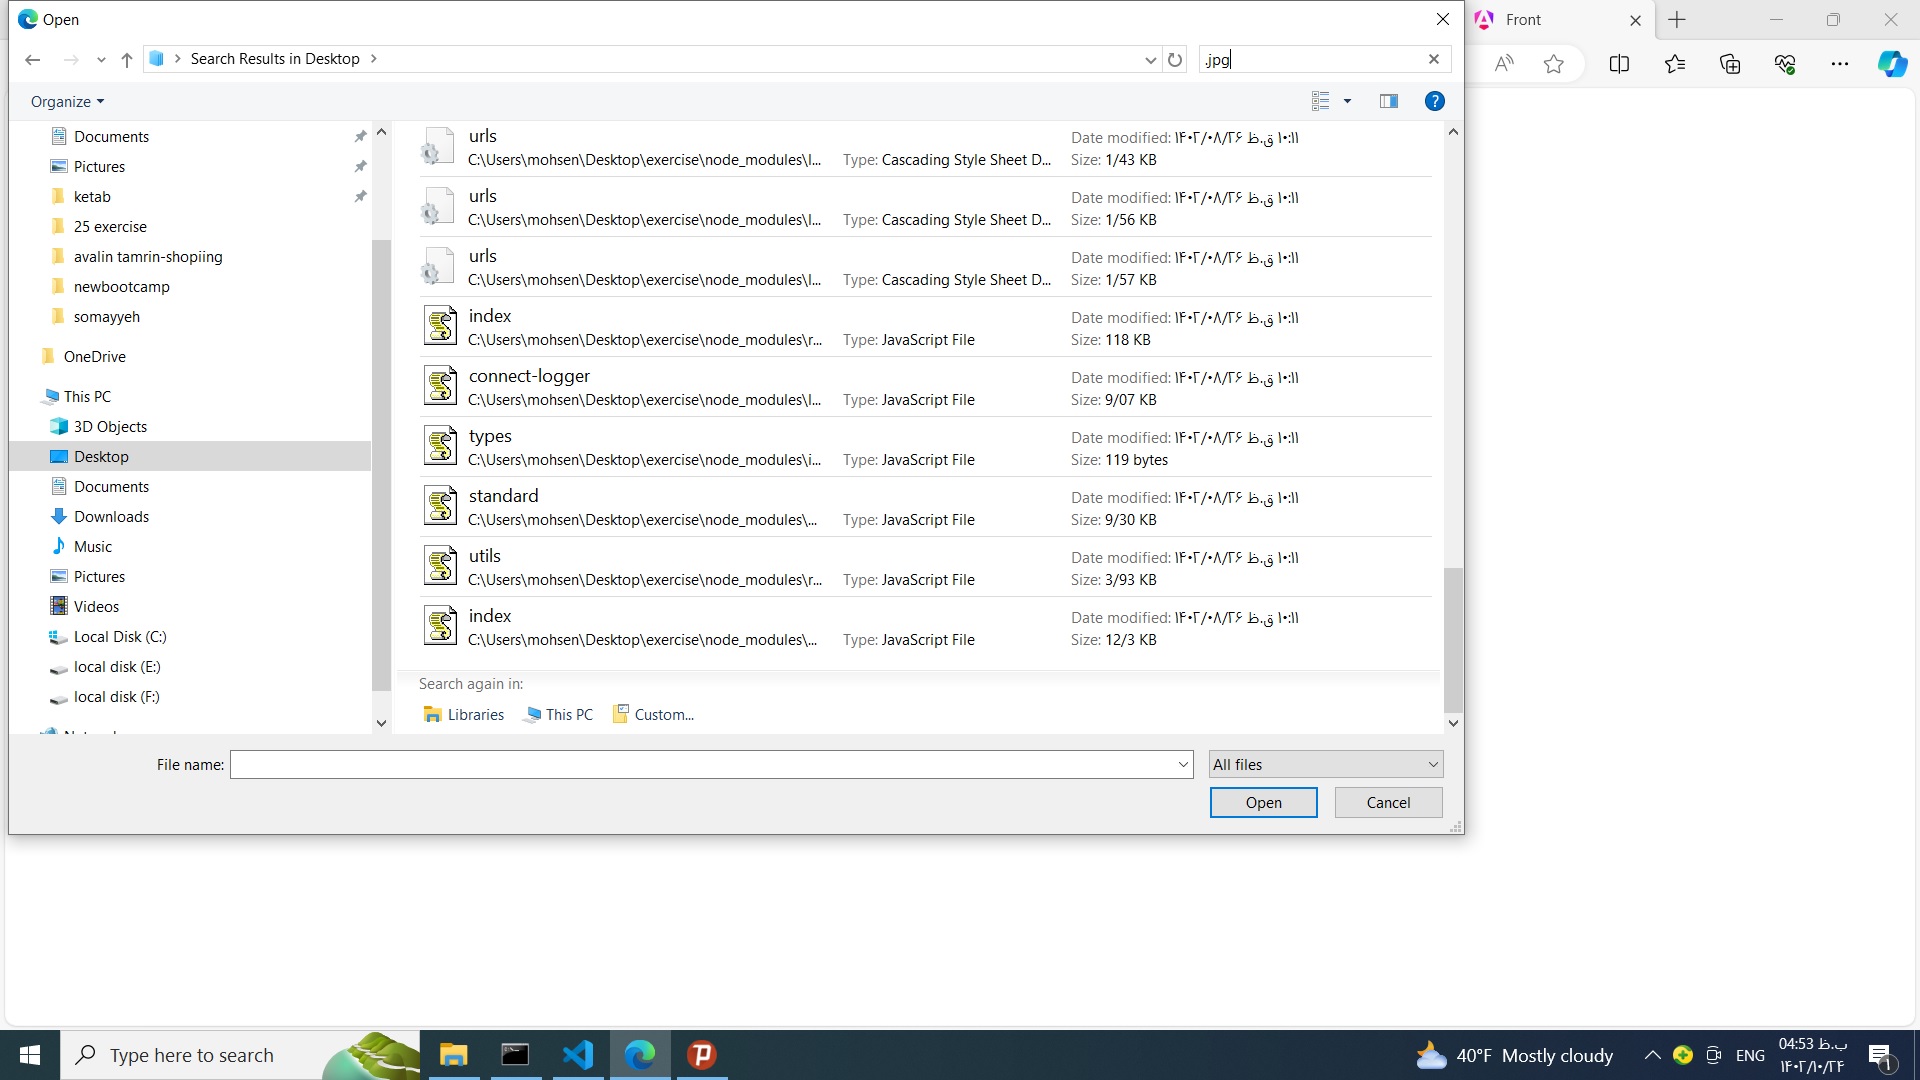 Open
Front
Search Results in Desktop
.jpg
Organize
Documents
Pictures
ketab
25 exercise
avalin tamrin-shopiing
newbootcamp
somayyeh
OneDrive
This PC
3D Objects
Desktop
Documents
Downloads
Music
Pictures
Videos
Local Disk (C:)
local disk (E:)
local disk (F:)
urls
Date modified: ۱۴۰۲/۰۸/۲۶ ق.ظ ۱۰:۱۱
C:\Users\mohsen\Desktop\exercise\node_modules\l... Type: Cascading Style Sheet D... Size: 1/43 KB
urls
Date modified: ۱۴۰۲/۰۸/۲۶ ق.ظ ۱۰:۱۱
C:\Users\mohsen\Desktop\exercise\node_modules\l... Type: Cascading Style Sheet D... Size: 1/56 KB
urls
Date modified: ۱۴۰۲/۰۸/۲۶ ق.ظ ۱۰:۱۱
C:\Users\mohsen\Desktop\exercise\node_modules\l... Type: Cascading Style Sheet D... Size: 1/57 KB
index
Date modified: ۱۴۰۲/۰۸/۲۶ ق.ظ ۱۰:۱۱
C:\Users\mohsen\Desktop\exercise\node_modules\r... Type: JavaScript File Size: 118 KB
connect-logger
Date modified: ۱۴۰۲/۰۸/۲۶ ق.ظ ۱۰:۱۱
C:\Users\mohsen\Desktop\exercise\node_modules\l... Type: JavaScript File Size: 9/07 KB
types
Date modified: ۱۴۰۲/۰۸/۲۶ ق.ظ ۱۰:۱۱
C:\Users\mohsen\Desktop\exercise\node_modules\i... Type: JavaScript File Size: 119 bytes
standard
Date modified: ۱۴۰۲/۰۸/۲۶ ق.ظ ۱۰:۱۱
C:\Users\mohsen\Desktop\exercise\node_modules\... Type: JavaScript File Size: 9/30 KB
utils
Date modified: ۱۴۰۲/۰۸/۲۶ ق.ظ ۱۰:۱۱
C:\Users\mohsen\Desktop\exercise\node_modules\r... Type: JavaScript File Size: 3/93 KB
index
Date modified: ۱۴۰۲/۰۸/۲۶ ق.ظ ۱۰:۱۱
C:\Users\mohsen\Desktop\exercise\node_modules\... Type: JavaScript File Size: 12/3 KB
Search again in:
Libraries This PC Custom...
File name: All files
Open Cancel
Type here to search
40°F Mostly cloudy
ENG
04:53 ب.ظ
۱۴۰۲/۱۰/۲۴
۱